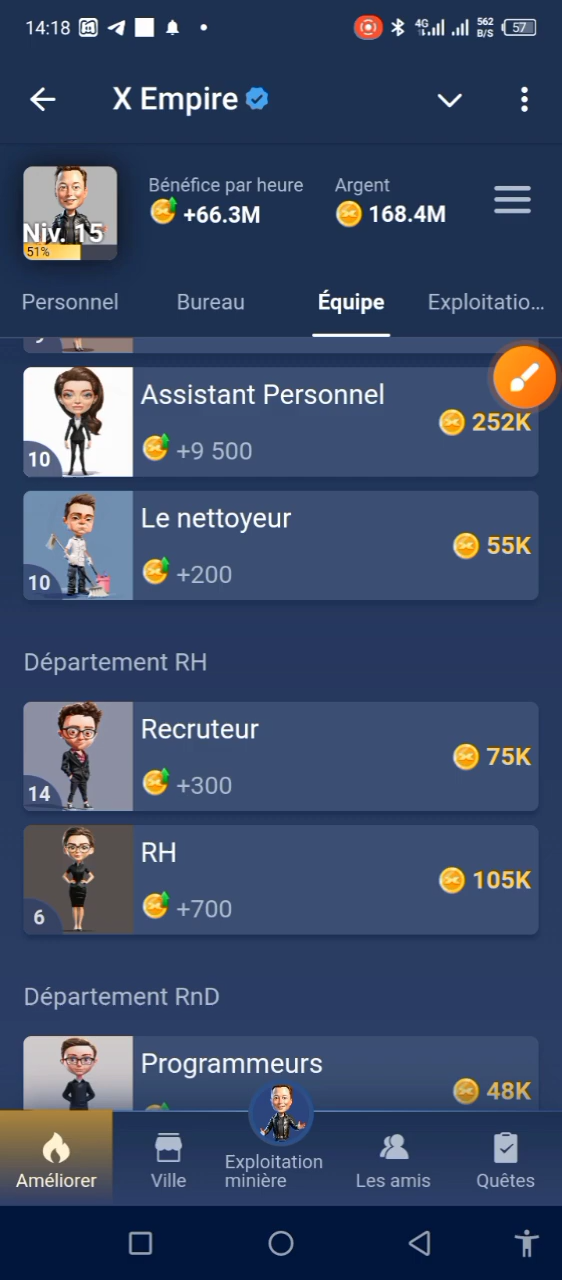 14:18
4G
562 B/S
57
X Empire
Bénéfice par heure
Argent
+66.3M
168.4M
Niv. 15
51%
Personnel
Bureau
Équipe
Exploitatio...
Assistant Personnel
252K
+9 500
10
Le nettoyeur
55K
+200
10
Département RH
Recruteur
75K
+300
14
RH
105K
+700
6
Département RnD
Programmeurs
48K
Améliorer
Ville
Exploitation
minière
Les amis
Quêtes